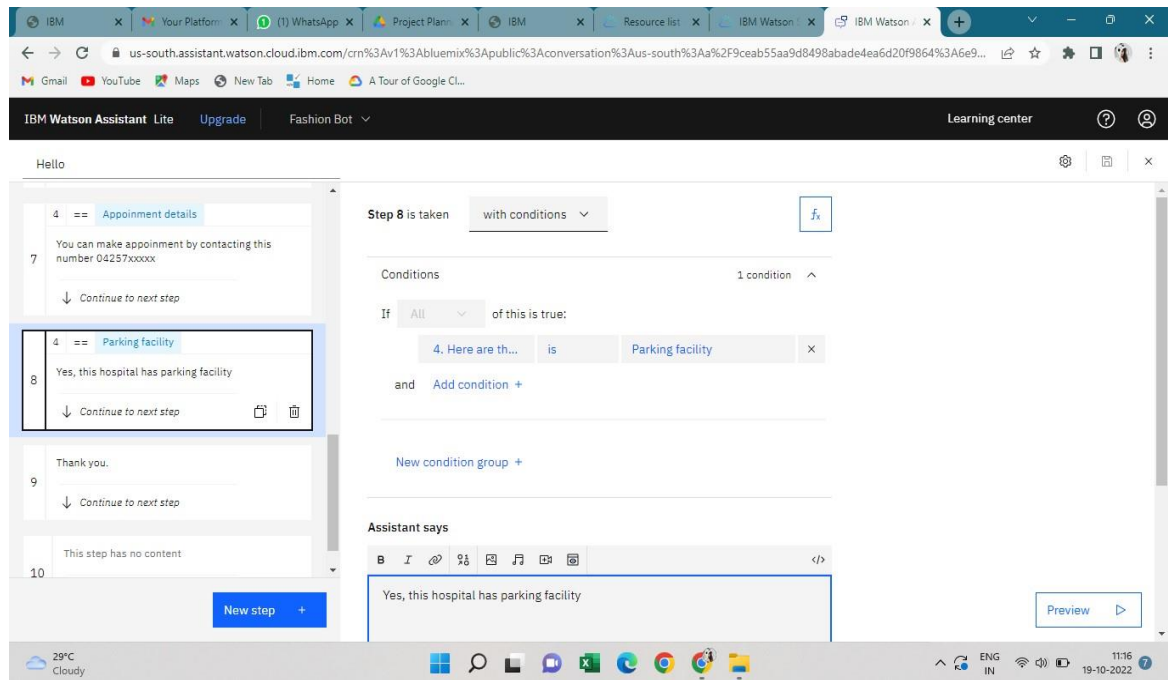 IBM
Your Platform
(1) WhatsApp
Project Plann
IBM
Resource list
IBM Watson
IBM Watson A
us-south.assistant.watson.cloud.ibm.com/crn%3Av1%3Abluemix%3Apublic%3Aconversation%3Aus-south%3Aa%2F9ceab55aa9d8498abade4ea6d20f9864%3A6e9...
Gmail
YouTube
Maps
New Tab
Home
A Tour of Google Cl...
IBM Watson Assistant Lite
Upgrade
Fashion Bot
Learning center
Hello
4 == Appoinment details
7
You can make appoinment by contacting this
number 04257xxxxx
Continue to next step
4 == Parking facility
8
Yes, this hospital has parking facility
Continue to next step
Thank you.
9
Continue to next step
This step has no content
10
New step +
Step 8 is taken
with conditions
fx
Conditions
1 condition
If All of this is true:
4. Here are th...
is
Parking facility
and Add condition +
New condition group +
Assistant says
B I </>
Yes, this hospital has parking facility
Preview
29°C
Cloudy
ENG
IN
11:16
19-10-2022
7